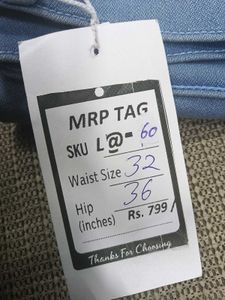 MRP TAG
SKU L@-60
Waist Size 32
Hip 36
(inches) Rs. 799/
Thanks For Choosing